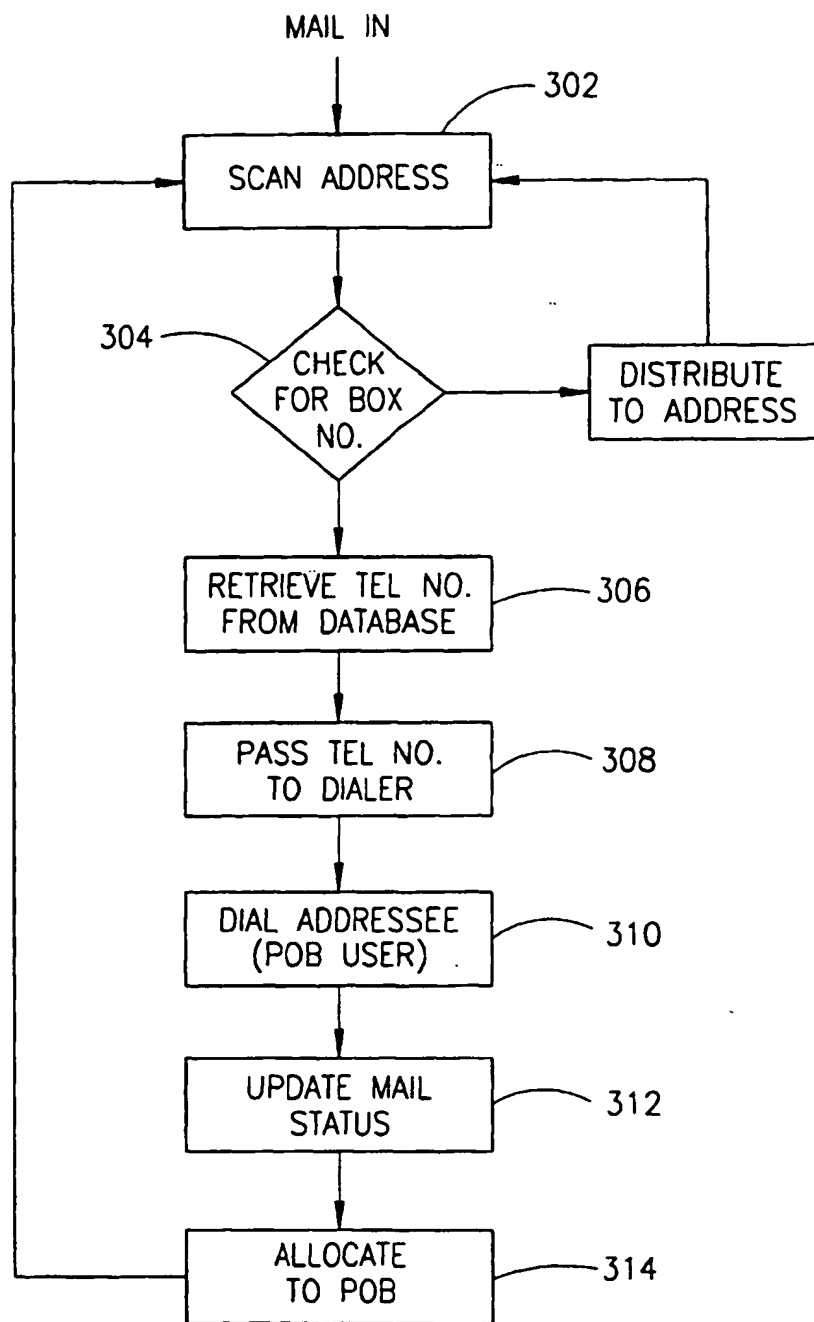 MAIL IN
302
SCAN ADDRESS
304
CHECK
FOR BOX
NO.
DISTRIBUTE
TO ADDRESS
RETRIEVE TEL NO.
FROM DATABASE
306
PASS TEL NO.
TO DIALER
308
DIAL ADDRESSEE
(POB USER)
310
UPDATE MAIL
STATUS
312
ALLOCATE
TO POB
314